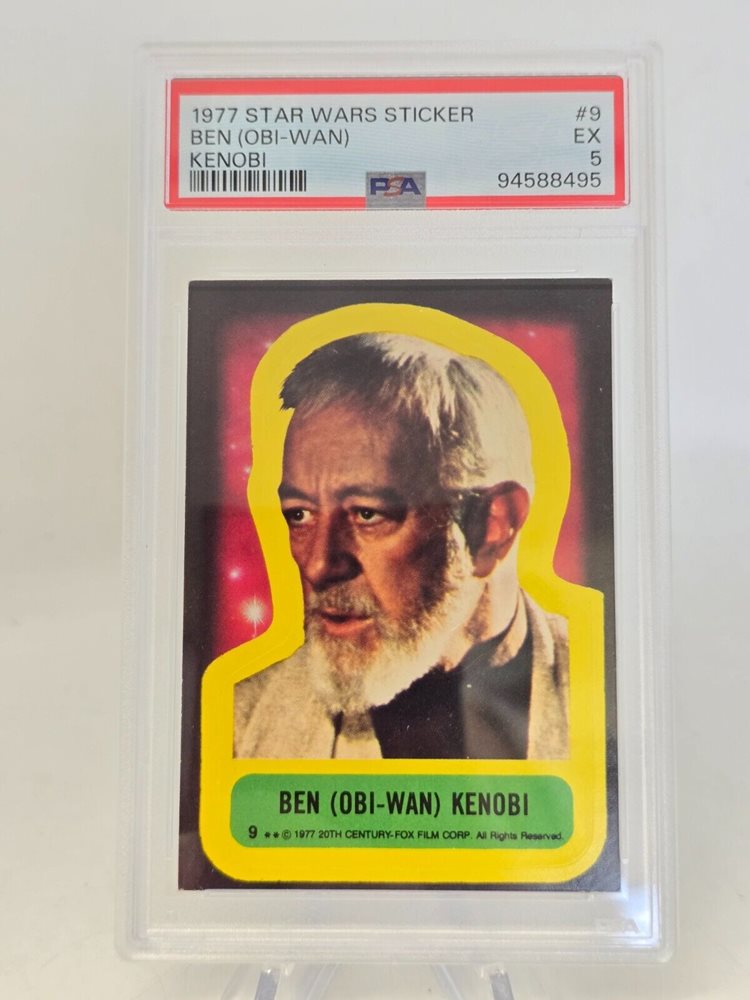 1977 STAR WARS STICKER #9
BEN (OBI-WAN) EX
KENOBI 5
PSA 94588495
BEN (OBI-WAN) KENOBI
9 ** © 1977 20TH CENTURY-FOX FILM CORP. All Rights Reserved.
PSA